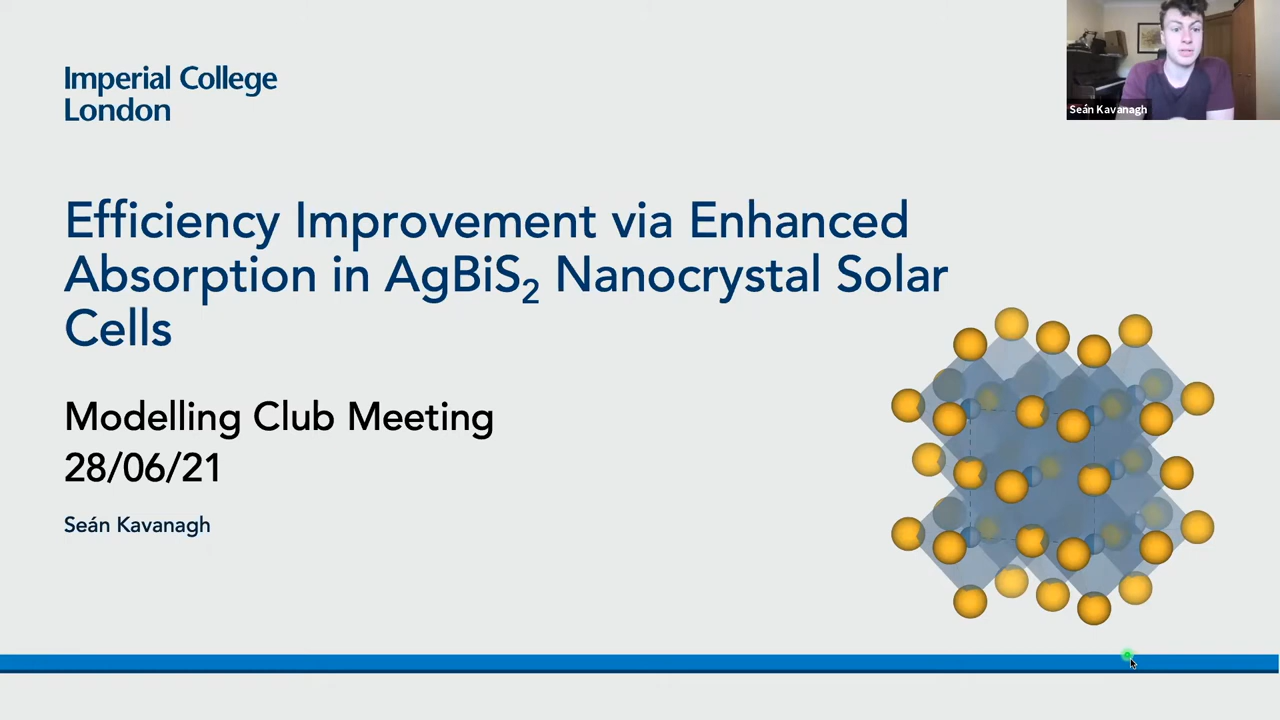 Imperial College
London
Seán Kavanagh
Efficiency Improvement via Enhanced
Absorption in AgBiS₂ Nanocrystal Solar
Cells
Modelling Club Meeting
28/06/21
Seán Kavanagh